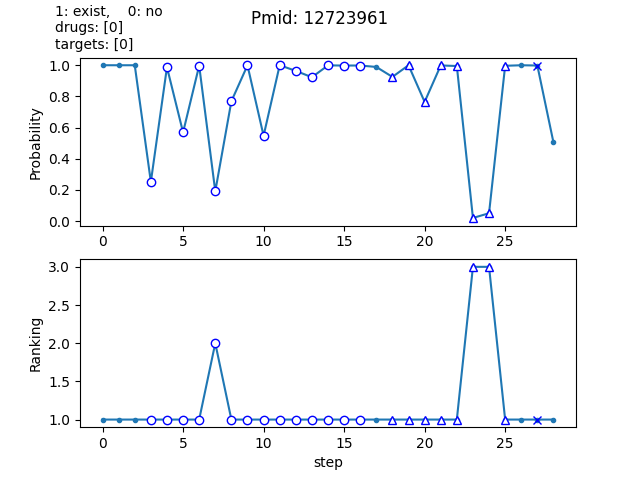 1: exist,    0: no
drugs: [0]
targets: [0]
Pmid: 12723961
1.0
0.8
0.6
0.4
0.2
0.0
Probability
0 5 10 15 20 25
3.0
2.5
2.0
1.5
1.0
Ranking
0 5 10 15 20 25
step